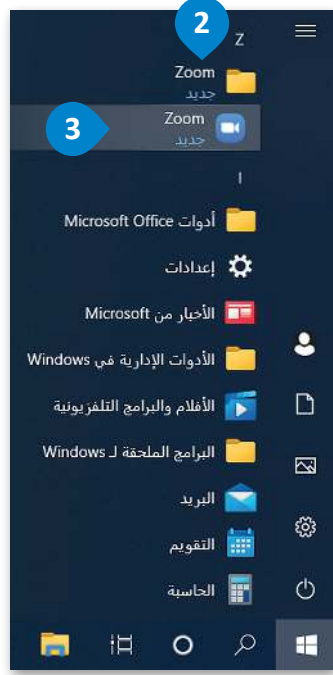 2
Z
Zoom
جديد
3
Zoom
جديد
ا
أدوات Microsoft Office
إعدادات
الأخبار من Microsoft
الأدوات الإدارية في Windows
الأفلام والبرامج التلفزيونية
البرامج الملحقة لـ Windows
البريد
التقويم
الحاسبة